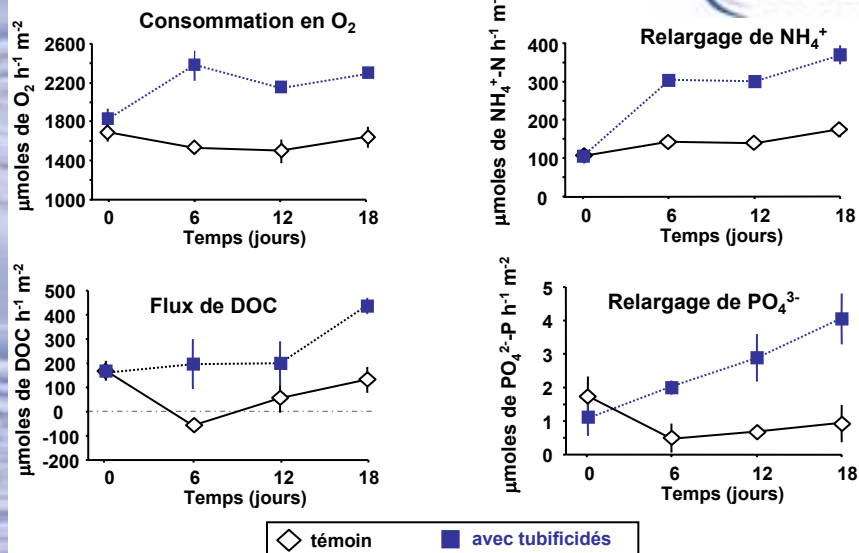 Consommation en O₂
µmoles de O₂ h⁻¹ m⁻²
2600
2200
1800
1400
1000
0 6 12 18
Temps (jours)
Relargage de NH₄⁺
µmoles de NH₄⁺-N h⁻¹ m⁻²
400
300
200
100
0
0 6 12 18
Temps (jours)
Flux de DOC
µmoles de DOC h⁻¹ m⁻²
500
400
300
200
100
0
-100
-200
0 6 12 18
Temps (jours)
Relargage de PO₄³⁻
µmoles de PO₄²⁻-P h⁻¹ m⁻²
5
4
3
2
1
0
0 6 12 18
Temps (jours)
témoin avec tubificidés